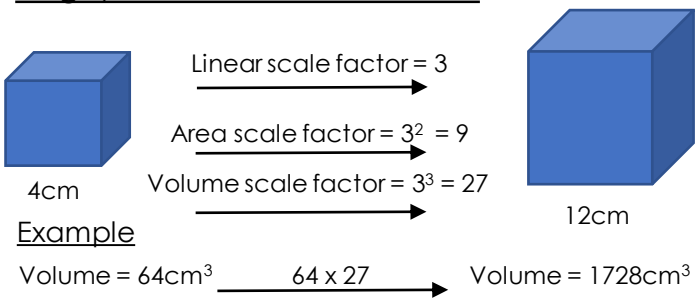 Linear scale factor = 3
Area scale factor = 3² = 9
Volume scale factor = 3³ = 27
4cm
12cm
Example
Volume = 64cm³ 64 x 27 Volume = 1728cm³